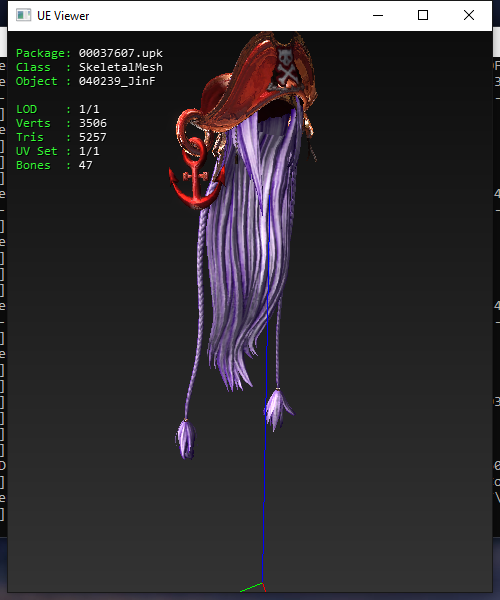 UE Viewer
Package: 00037607.upk
Class  : SkeletalMesh
Object : 040239_JinF
LOD    : 1/1
Verts  : 3506
Tris   : 5257
UV Set : 1/1
Bones  : 47